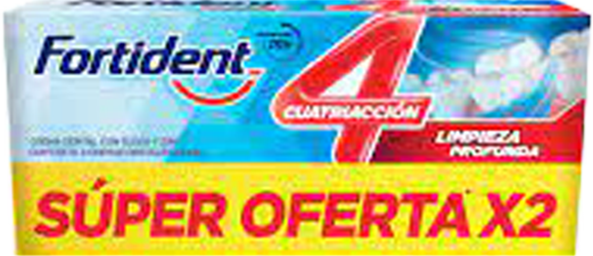 Fortident
4
CUATRIACCIÓN
LIMPIEZA
PROFUNDA
SÚPER OFERTA X2